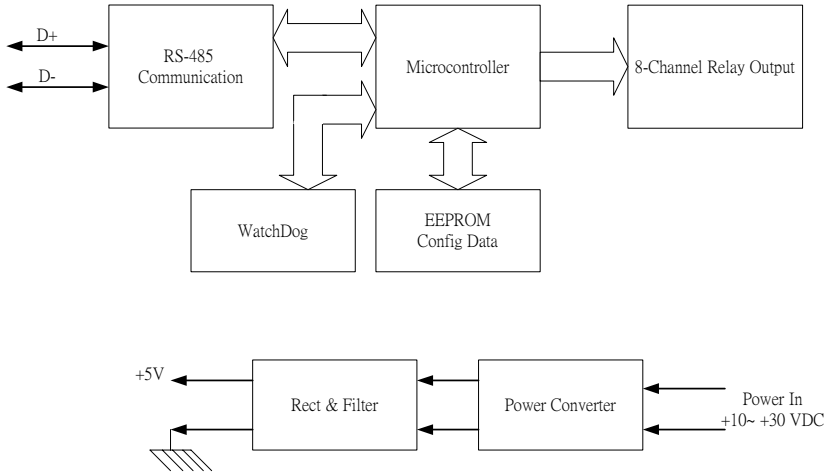 D+
D-
RS-485
Communication
Microcontroller
8-Channel Relay Output
WatchDog
EEPROM
Config Data
+5V
Rect & Filter
Power Converter
Power In
+10~ +30 VDC